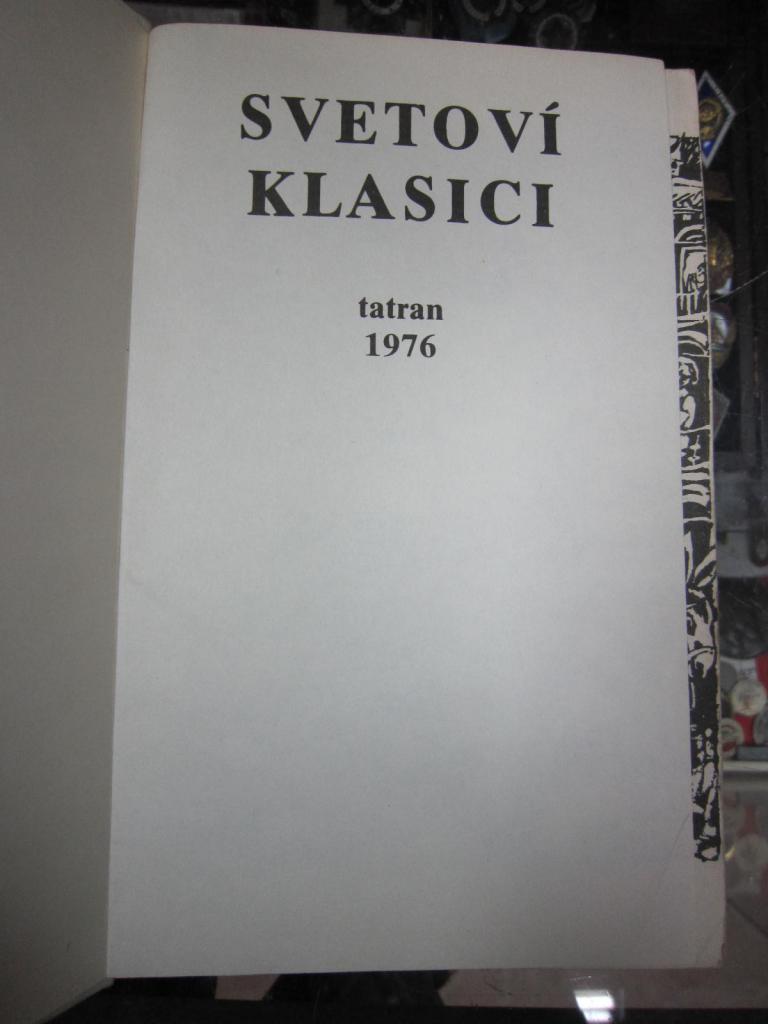 SVETOVÍ
KLASICI
tatran
1976